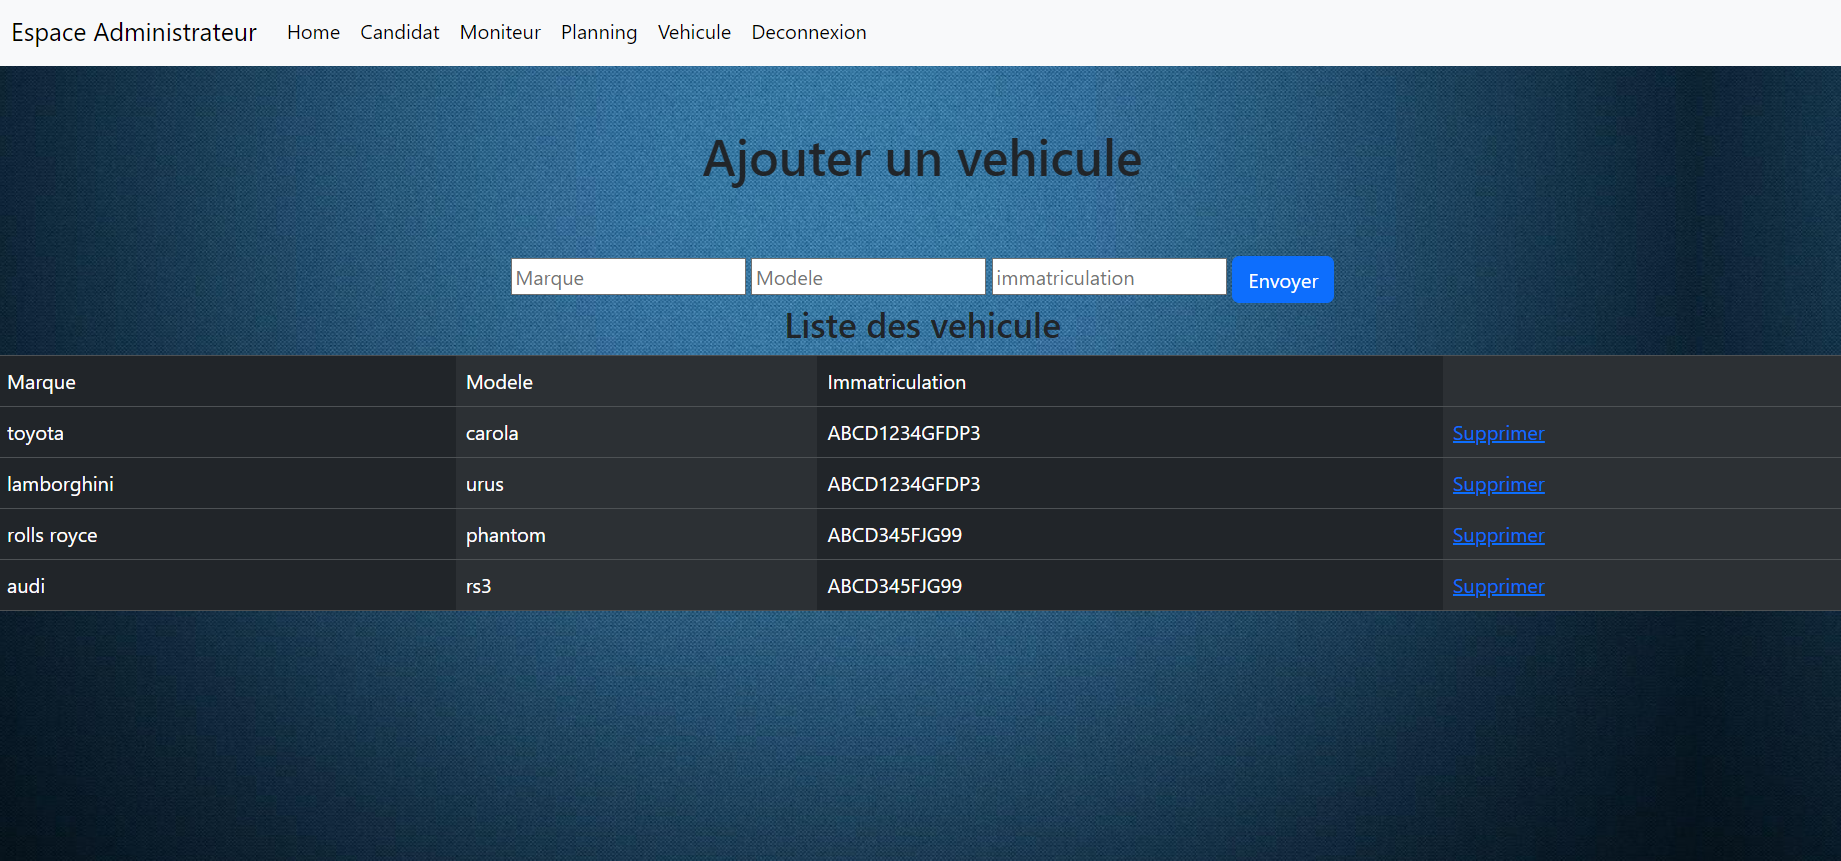 Espace Administrateur Home Candidat Moniteur Planning Vehicule Deconnexion
Ajouter un vehicule
Marque Modele immatriculation Envoyer
Liste des vehicule
Marque Modele Immatriculation
toyota carola ABCD1234GFDP3 Supprimer
lamborghini urus ABCD1234GFDP3 Supprimer
rolls royce phantom ABCD345FJG99 Supprimer
audi rs3 ABCD345FJG99 Supprimer